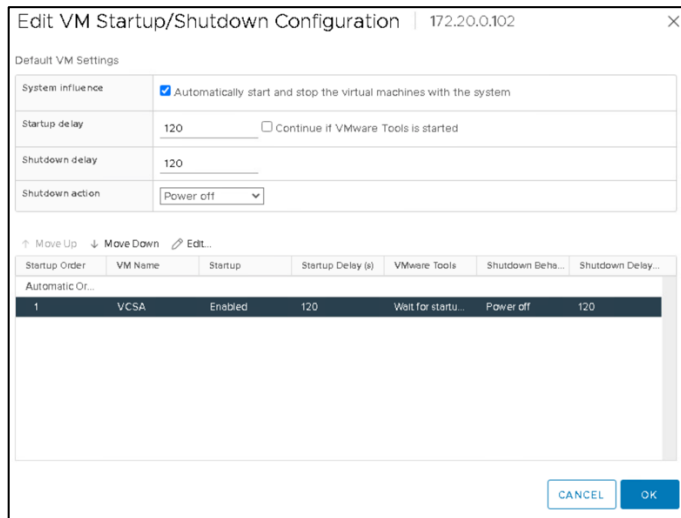 Edit VM Startup/Shutdown Configuration | 172.20.0.102
Default VM Settings
System influence Automatically start and stop the virtual machines with the system
Startup delay 120 Continue if VMware Tools is started
Shutdown delay 120
Shutdown action Power off
Move Up Move Down Edit...
Startup Order VM Name Startup Startup Delay (s) VMware Tools Shutdown Beha... Shutdown Delay...
Automatic Or...
1 VCSA Enabled 120 Wait for startu... Power off 120
CANCEL OK